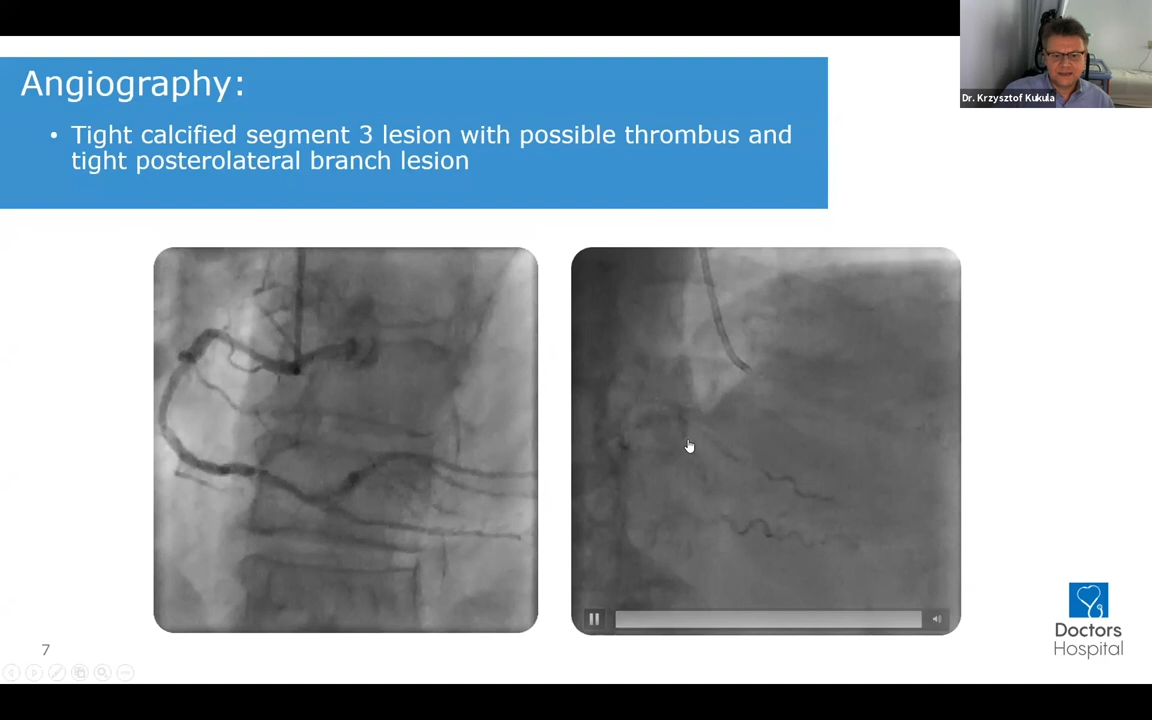 Angiography:
• Tight calcified segment 3 lesion with possible thrombus and
tight posterolateral branch lesion
Dr. Krzysztof Kukula
7
Doctors
Hospital